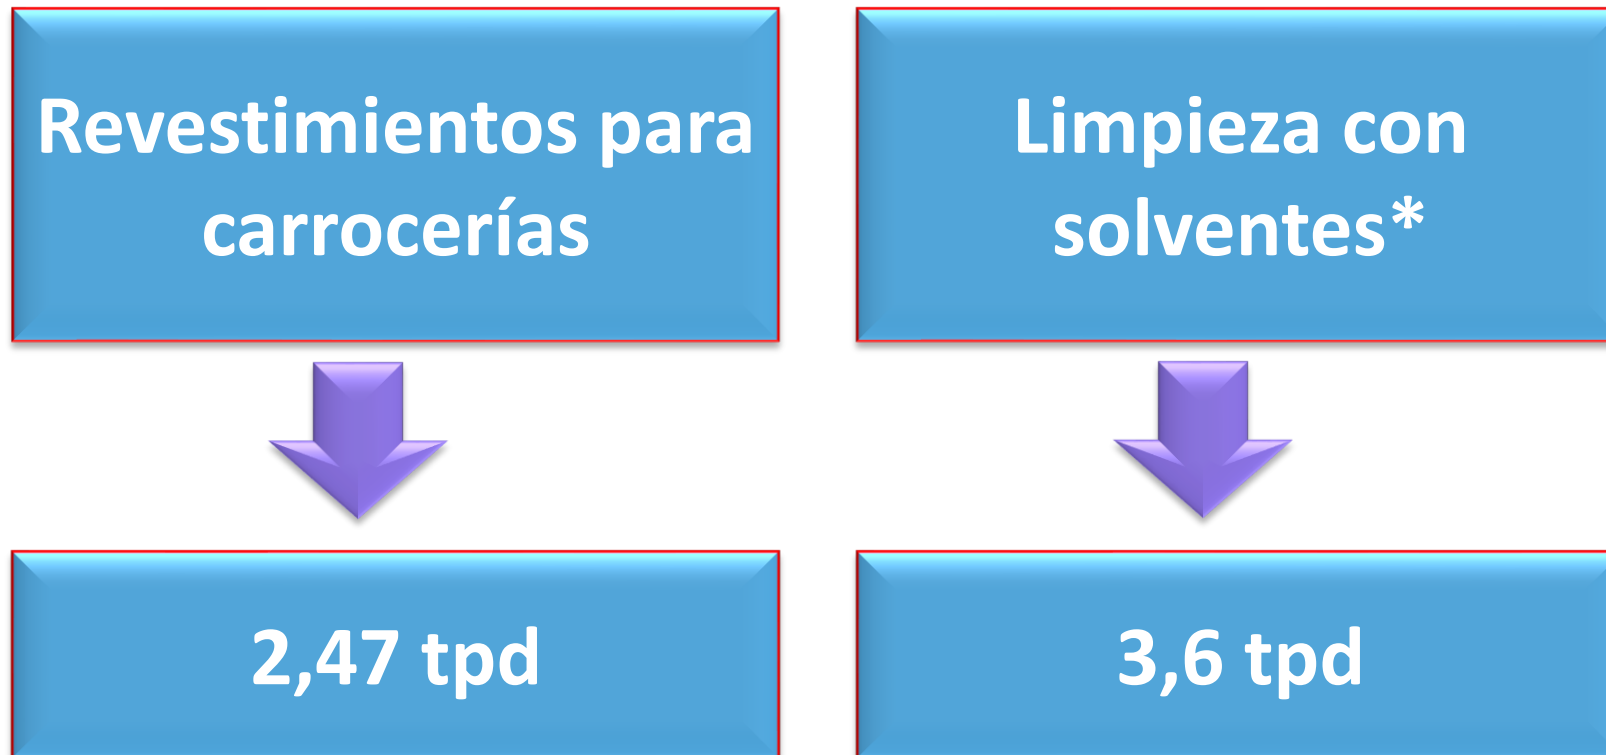 Revestimientos para
carrocerías
Limpieza con
solventes*
2,47 tpd
3,6 tpd